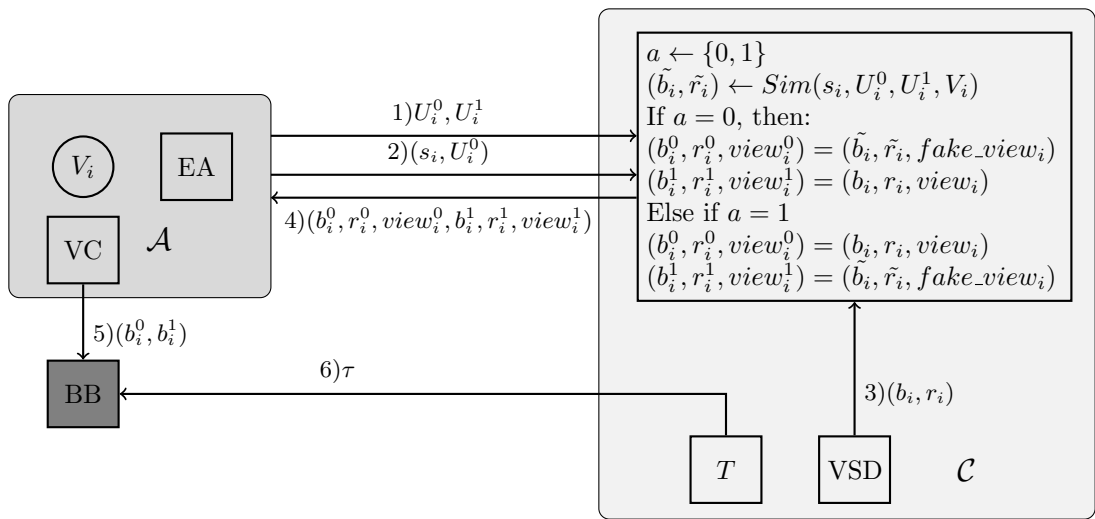 a ← {0, 1}
(b̃_i, r̃_i) ← Sim(s_i, U_i^0, U_i^1, V_i)
If a = 0, then:
(b_i^0, r_i^0, view_i^0) = (b̃_i, r̃_i, fake_view_i)
(b_i^1, r_i^1, view_i^1) = (b_i, r_i, view_i)
Else if a = 1
(b_i^0, r_i^0, view_i^0) = (b_i, r_i, view_i)
(b_i^1, r_i^1, view_i^1) = (b̃_i, r̃_i, fake_view_i)
1)U_i^0, U_i^1
2)(s_i, U_i^0)
4)(b_i^0, r_i^0, view_i^0, b_i^1, r_i^1, view_i^1)
V_i
EA
VC
𝒜
5)(b_i^0, b_i^1)
BB
6)τ
3)(b_i, r_i)
T
VSD
𝒞